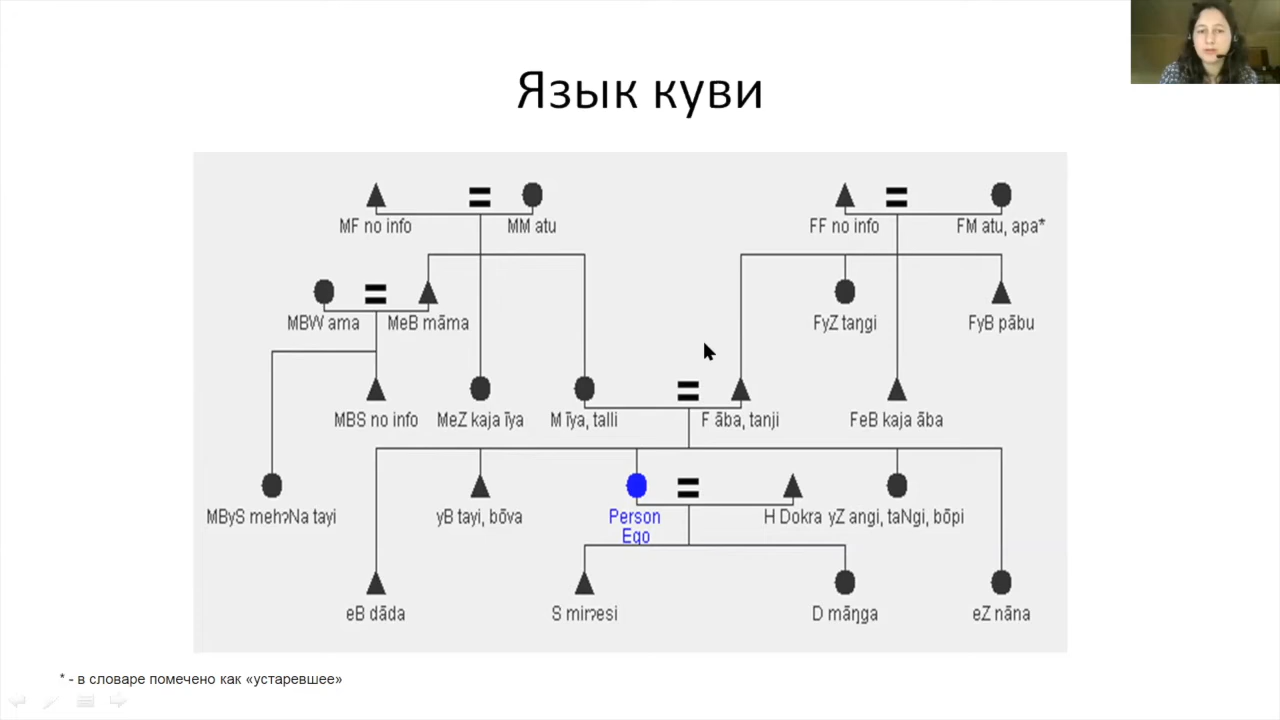 Язык куви
MF no info
MM atu
FF no info
FM atu, apa*
MBW ama
MeB māma
FyZ taŋgi
FyB pābu
MBS no info
MeZ kaja īya
M īya, talli
F āba, tanji
FeB kaja āba
MByS mehɔNa tayi
yB tayi, bōva
Person
Ego
H Dokra
yZ angi, taNgi, bōpi
eB dāda
S mirʔesi
D māŋga
eZ nāna
* - в словаре помечено как «устаревшее»